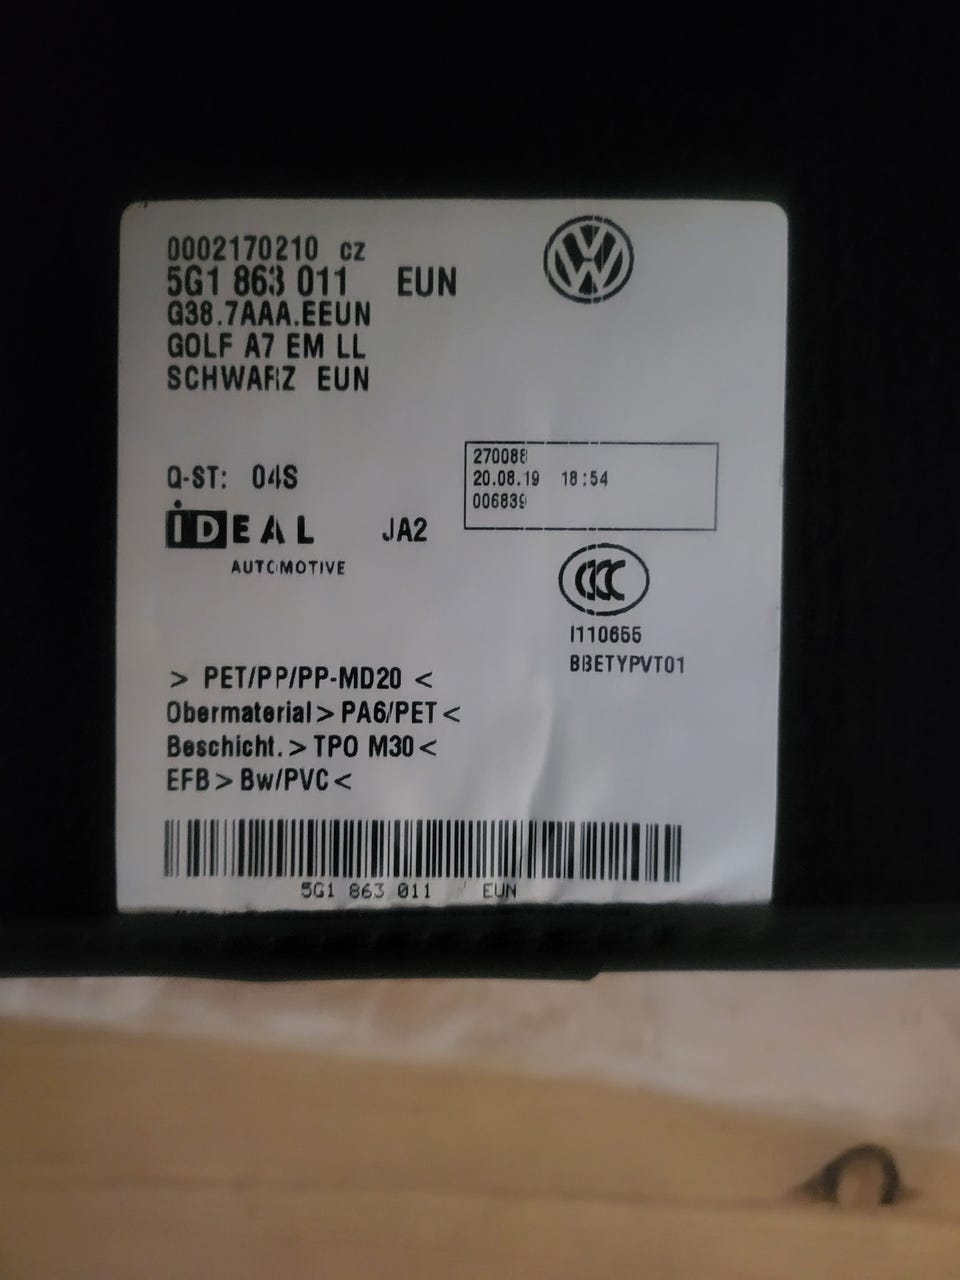 0002170210 CZ
5G1 863 011 EUN
G38.7AAA.EEUN
GOLF A7 EM LL
SCHWARZ EUN
Q-ST: 04S
270088
20.08.19 18:54
006839
iDEAL JA2
AUTOMOTIVE
CCC
I110655
BBETYPVT01
> PET/PP/PP-MD20 <
Obermaterial > PA6/PET <
Beschicht. > TPO M30 <
EFB > Bw/PVC <
5G1 863 011 EUN